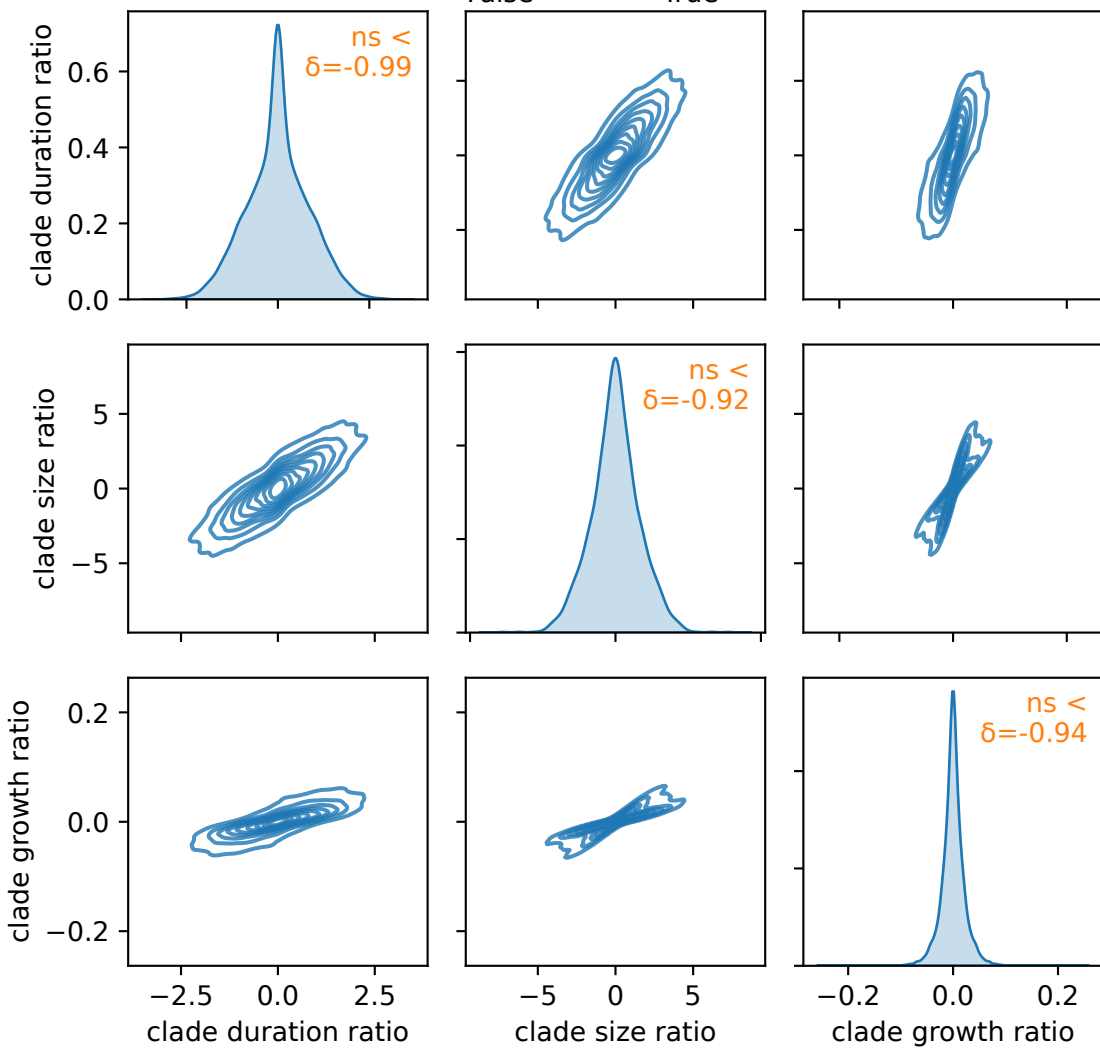 clade duration ratio
0.6
0.4
0.2
0.0
ns <
δ=-0.99
clade size ratio
5
0
−5
ns <
δ=-0.92
clade growth ratio
0.2
0.0
−0.2
ns <
δ=-0.94
−2.5 0.0 2.5
clade duration ratio
−5 0 5
clade size ratio
−0.2 0.0 0.2
clade growth ratio